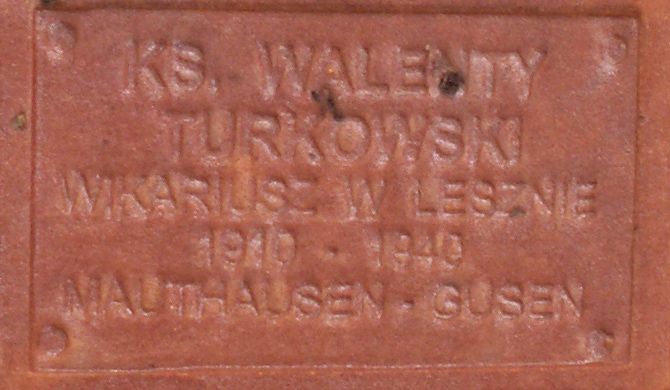 KS. WALENTY
TURKOWSKI
WIKARIUSZ W LESZNIE
1910 - 1940
MAUTHAUSEN - GUSEN